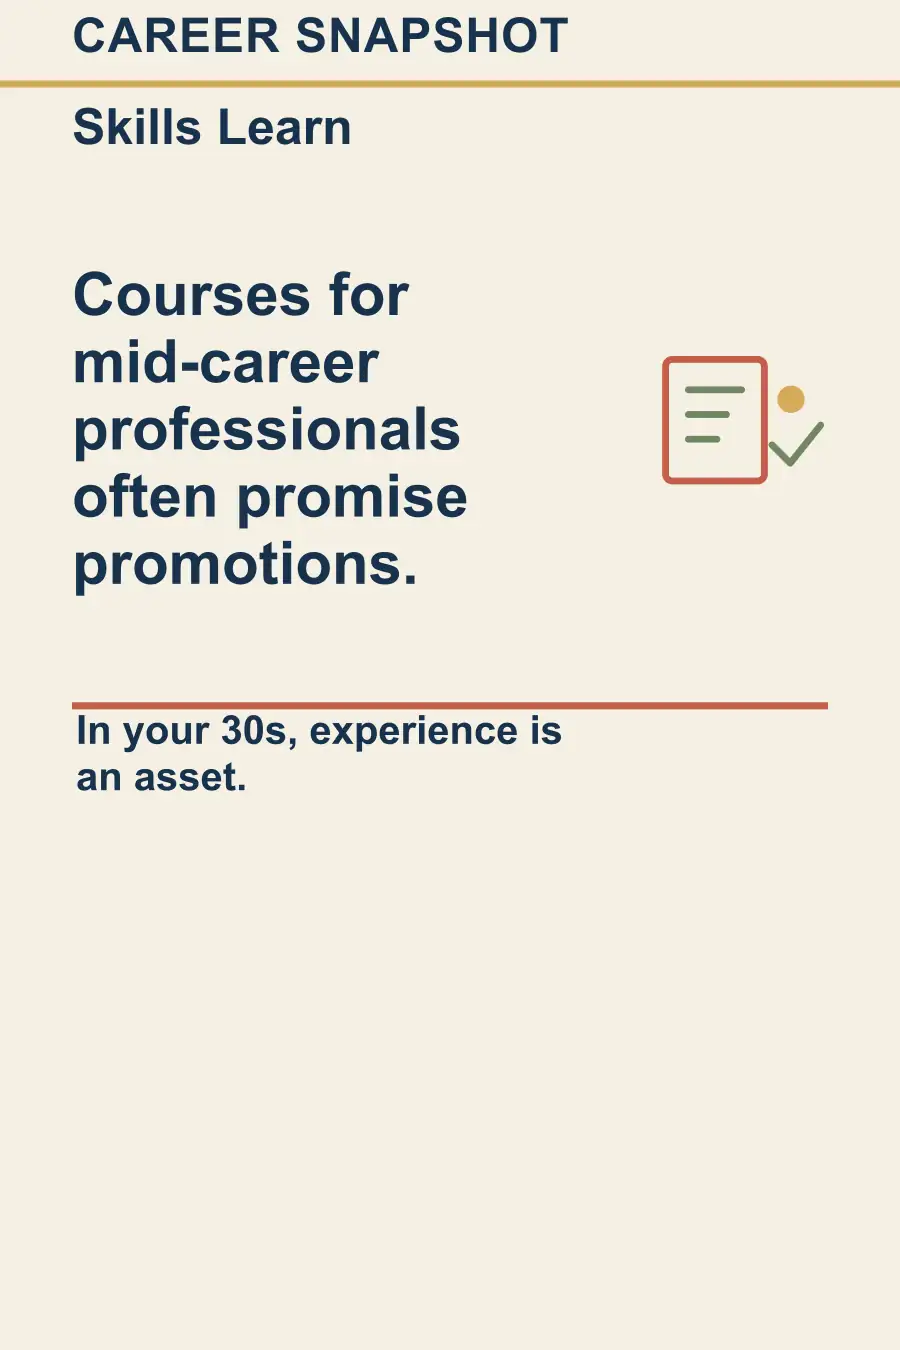 CAREER SNAPSHOT
Skills Learn
Courses for
mid-career
professionals
often promise
promotions.
In your 30s, experience is
an asset.